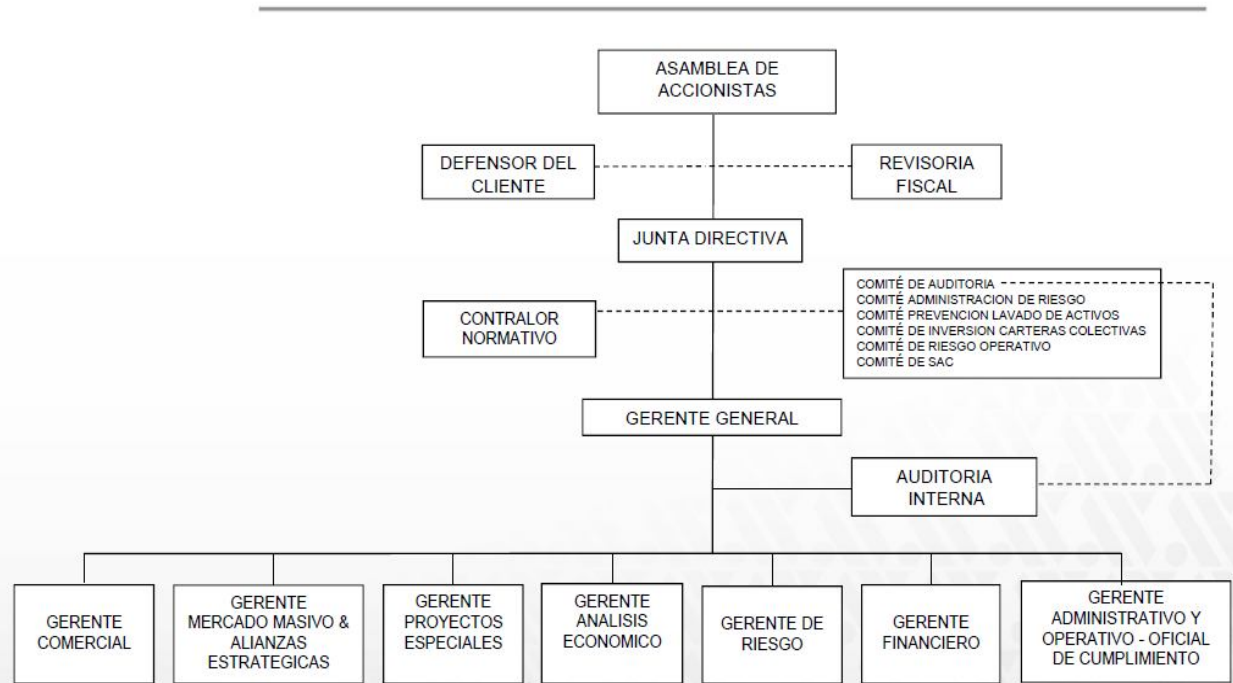 ASAMBLEA DE
ACCIONISTAS
DEFENSOR DEL
CLIENTE
REVISORIA
FISCAL
JUNTA DIRECTIVA
CONTRALOR
NORMATIVO
COMITÉ DE AUDITORIA
COMITÉ ADMINISTRACION DE RIESGO
COMITÉ PREVENCION LAVADO DE ACTIVOS
COMITÉ DE INVERSION CARTERAS COLECTIVAS
COMITÉ DE RIESGO OPERATIVO
COMITÉ DE SAC
GERENTE GENERAL
AUDITORIA
INTERNA
GERENTE
COMERCIAL
GERENTE
MERCADO MASIVO &
ALIANZAS
ESTRATEGICAS
GERENTE
PROYECTOS
ESPECIALES
GERENTE
ANALISIS
ECONOMICO
GERENTE DE
RIESGO
GERENTE
FINANCIERO
GERENTE
ADMINISTRATIVO Y
OPERATIVO - OFICIAL
DE CUMPLIMIENTO